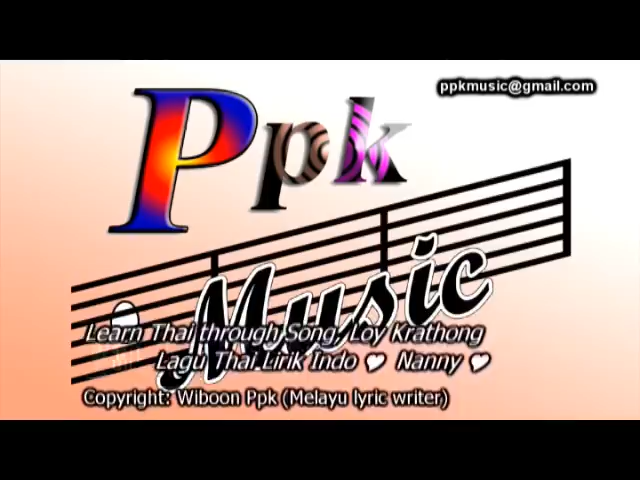 ppkmusic@gmail.com
Ppk
Music
Learn Thai through Song, Loy Krathong
Lagu Thai Lirik Indo 🤍 Nanny 🤍
Copyright: Wiboon Ppk (Melayu lyric writer)